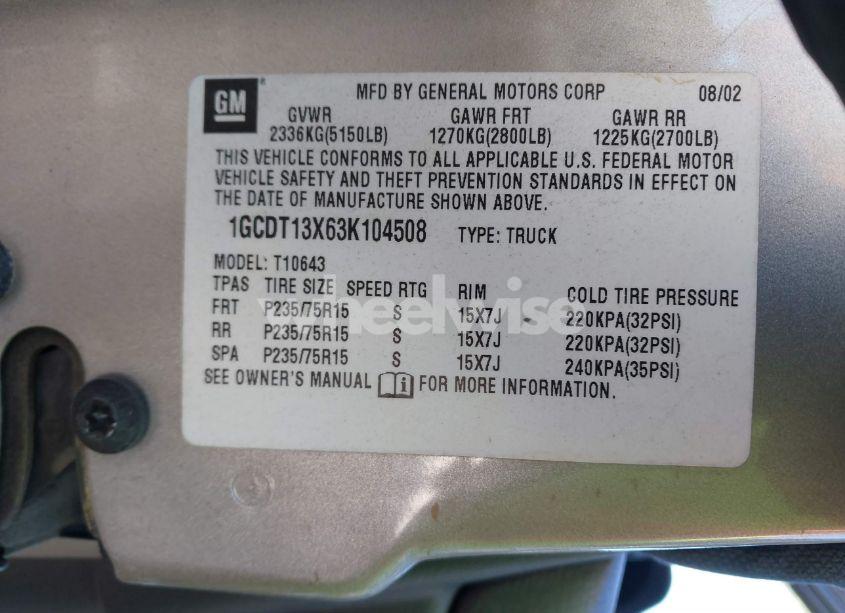 GM® MFD BY GENERAL MOTORS CORP 08/02
GVWR GAWR FRT GAWR RR
2336KG(5150LB) 1270KG(2800LB) 1225KG(2700LB)
THIS VEHICLE CONFORMS TO ALL APPLICABLE U.S. FEDERAL MOTOR
VEHICLE SAFETY AND THEFT PREVENTION STANDARDS IN EFFECT ON
THE DATE OF MANUFACTURE SHOWN ABOVE.
1GCDT13X63K104508 TYPE: TRUCK
MODEL: T10643
TPAS TIRE SIZE SPEED RTG RIM COLD TIRE PRESSURE
FRT P235/75R15 S 15X7J 220KPA(32PSI)
RR P235/75R15 S 15X7J 220KPA(32PSI)
SPA P235/75R15 S 15X7J 240KPA(35PSI)
SEE OWNER'S MANUAL FOR MORE INFORMATION.
wheelwise